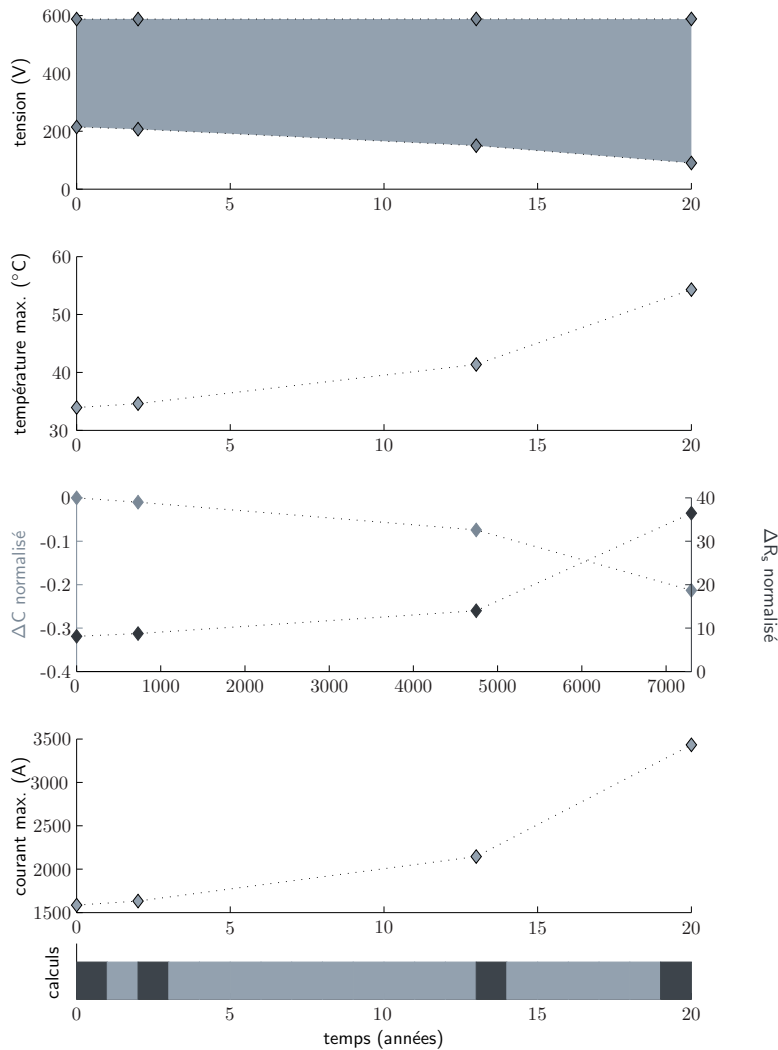 600
400
200
0
tension (V)
0 5 10 15 20
60
50
40
30
température max. (°C)
0 5 10 15 20
0
-0.1
-0.2
-0.3
-0.4
ΔC normalisé
40
30
20
10
0
ΔRs normalisé
0 1000 2000 3000 4000 5000 6000 7000
3500
3000
2500
2000
1500
courant max. (A)
0 5 10 15 20
calculs
0 5 10 15 20
temps (années)